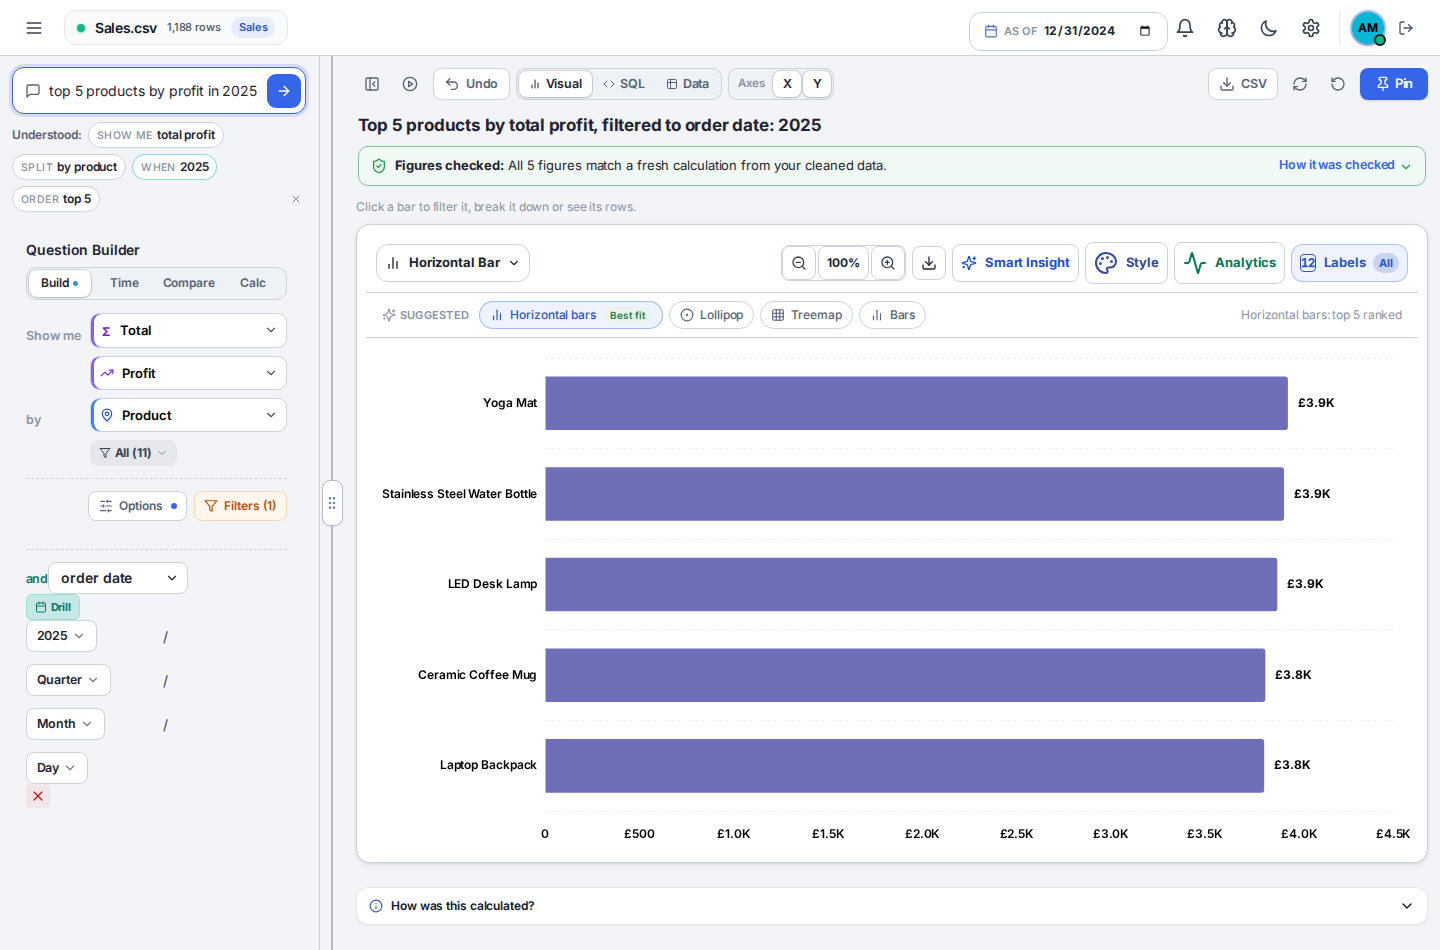 Sales.csv 1,188 rows Sales
AS OF 12/31/2024
AM
top 5 products by profit in 2025
Understood: SHOW ME total profit
SPLIT by product WHEN 2025
ORDER top 5
Question Builder
Build Time Compare Calc
Show me Σ Total
Profit
by Product
All (11)
Options Filters (1)
and order date
Drill
2025 /
Quarter /
Month /
Day
Undo Visual SQL Data Axes X Y CSV Pin
Top 5 products by total profit, filtered to order date: 2025
Figures checked: All 5 figures match a fresh calculation from your cleaned data. How it was checked
Click a bar to filter it, break it down or see its rows.
Horizontal Bar 100% Smart Insight Style Analytics 12 Labels All
SUGGESTED Horizontal bars Best fit Lollipop Treemap Bars Horizontal bars: top 5 ranked
Yoga Mat £3.9K
Stainless Steel Water Bottle £3.9K
LED Desk Lamp £3.9K
Ceramic Coffee Mug £3.8K
Laptop Backpack £3.8K
0 £500 £1.0K £1.5K £2.0K £2.5K £3.0K £3.5K £4.0K £4.5K
How was this calculated?